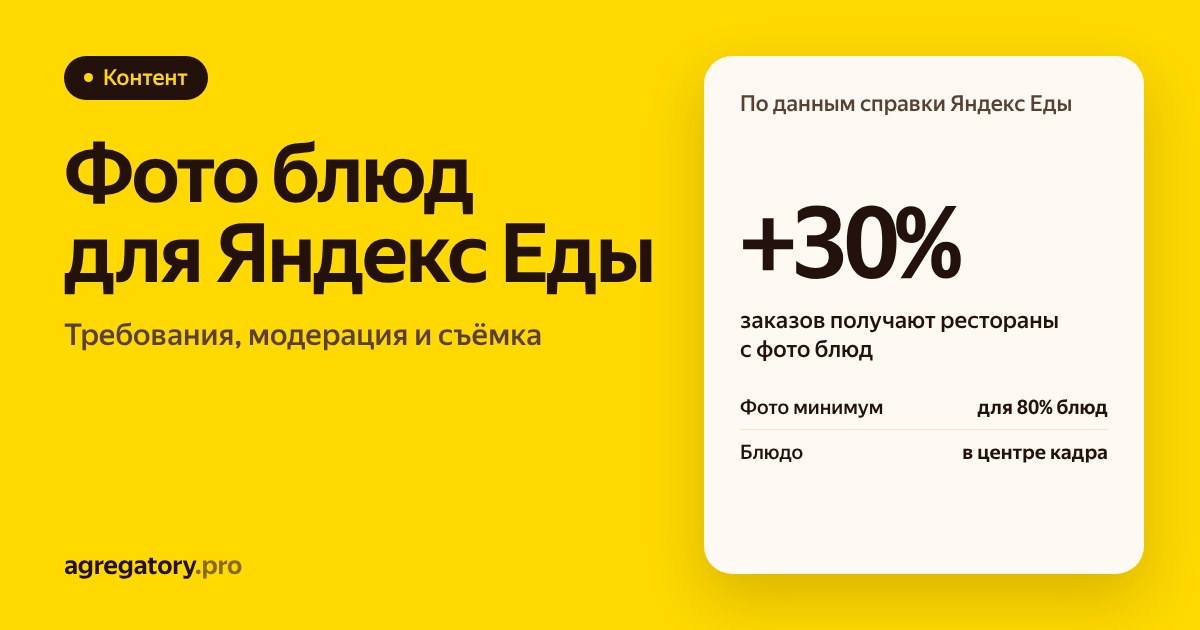 Контент
Фото блюд
для Яндекс Еды
Требования, модерация и съёмка
agregatory.pro
По данным справки Яндекс Еды
+30%
заказов получают рестораны
с фото блюд
Фото минимум для 80% блюд
Блюдо в центре кадра